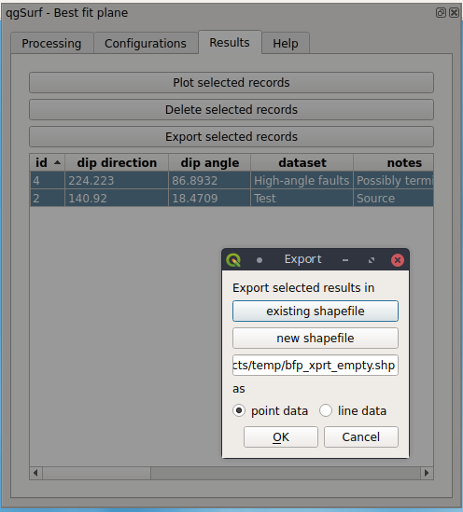 qgSurf - Best fit plane
Processing Configurations Results Help
Plot selected records
Delete selected records
Export selected records
id dip direction dip angle dataset notes
4 224.223 86.8932 High-angle faults Possibly term
2 140.92 18.4709 Test Source
Export
Export selected results in
existing shapefile
new shapefile
cts/temp/bfp_xprt_empty.shp
as
point data line data
OK Cancel